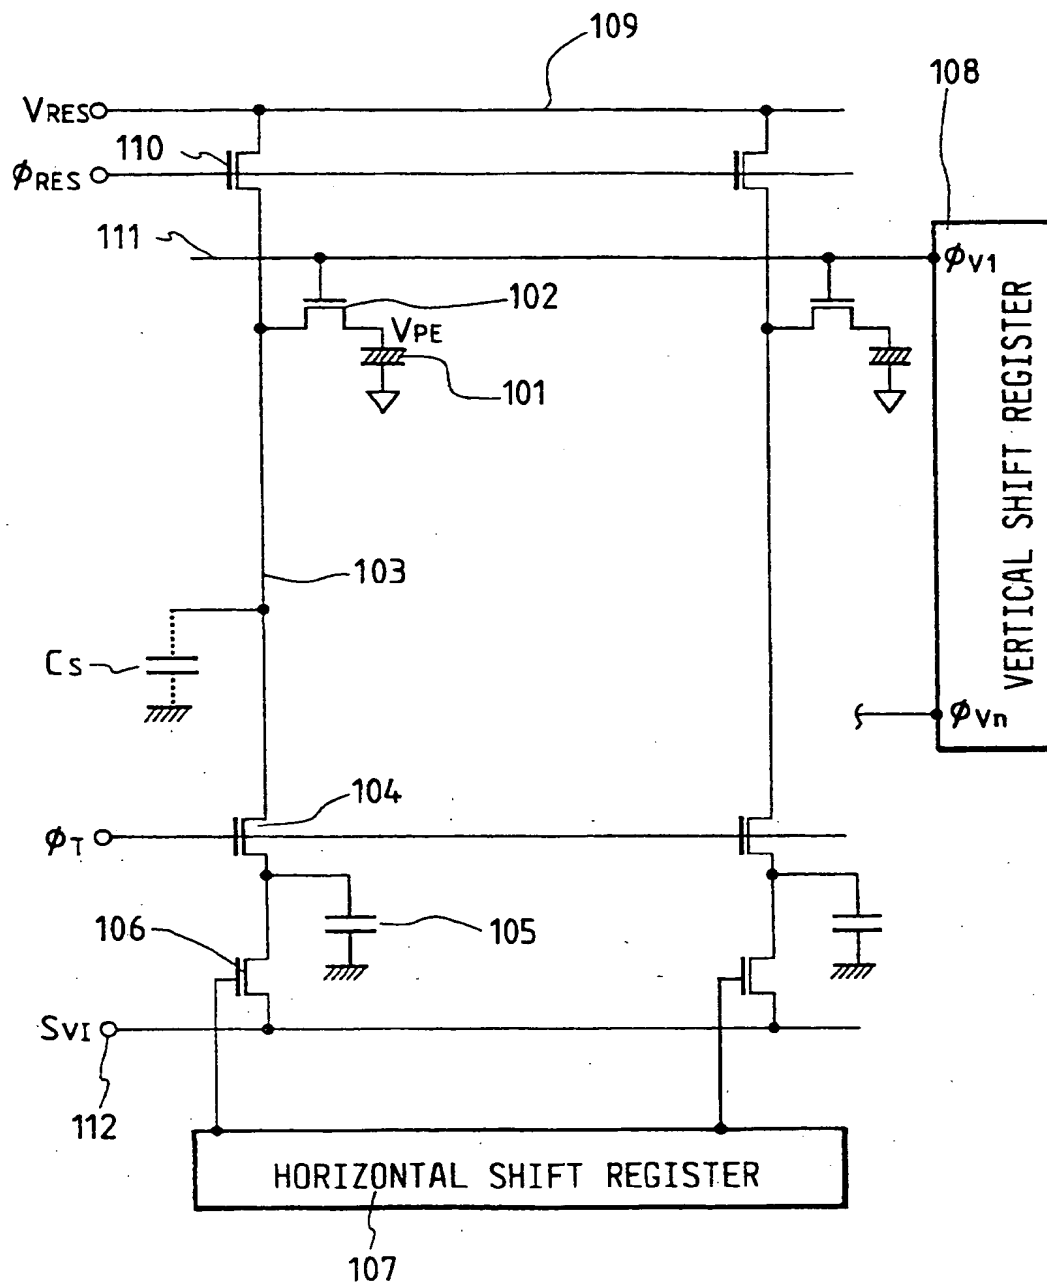 109
108
VRES
110
ΦRES
111
ΦV1
102
VPE
101
VERTICAL SHIFT REGISTER
103
CS
ΦVn
104
ΦT
105
106
SVI
112
HORIZONTAL SHIFT REGISTER
107